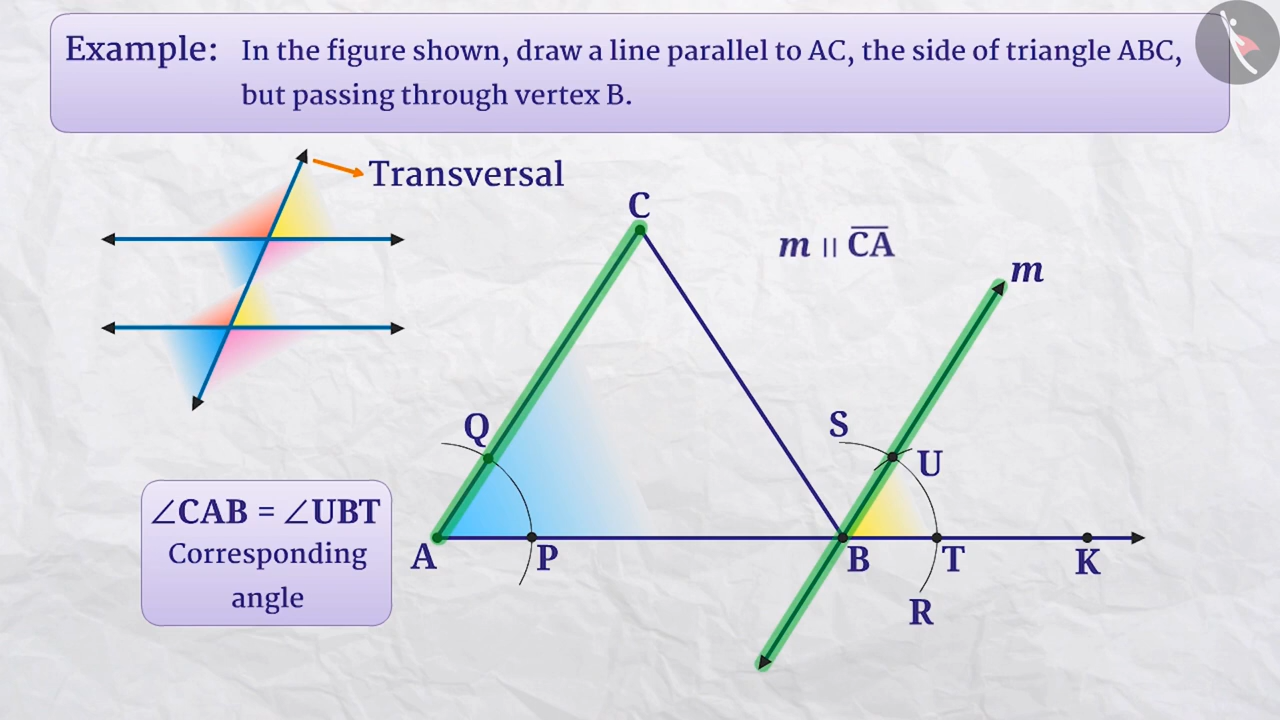 Example: In the figure shown, draw a line parallel to AC, the side of triangle ABC,
but passing through vertex B.
Transversal
C
m || C̅A̅
m
Q
S
U
∠CAB = ∠UBT
Corresponding
angle
A
P
B
T
K
R